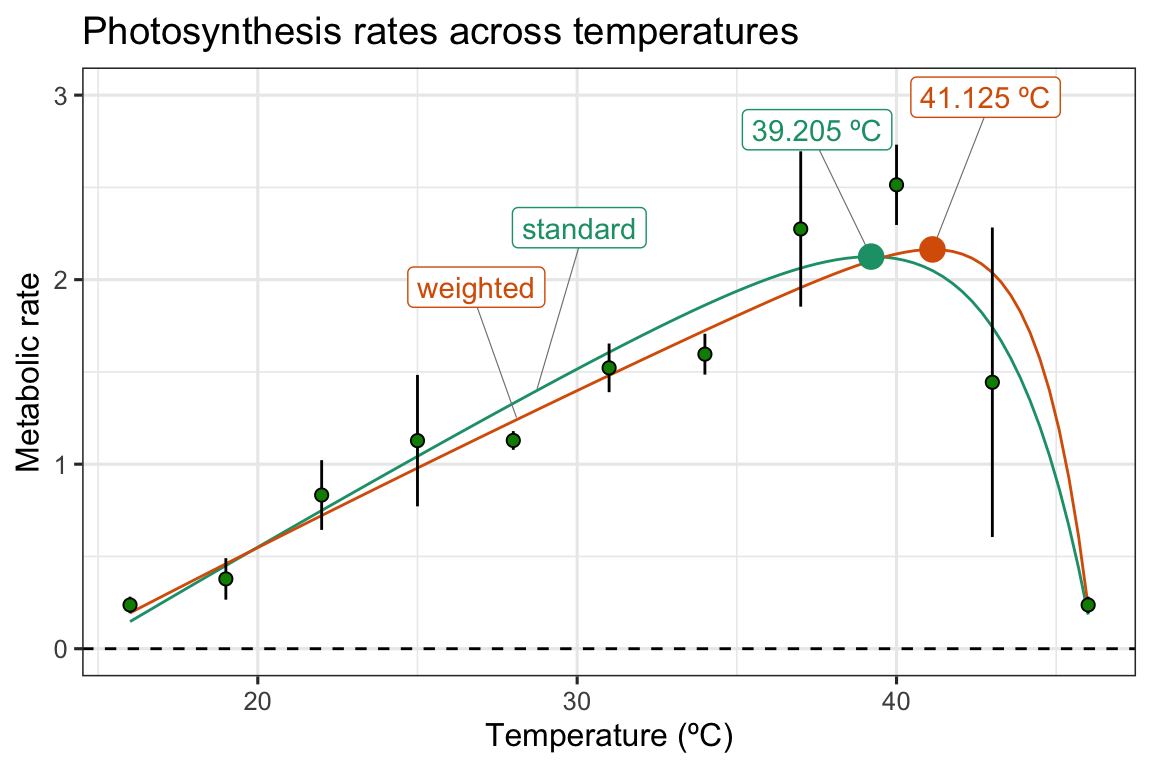 Photosynthesis rates across temperatures
3
41.125 ºC
39.205 ºC
standard
weighted
2
1
0
Metabolic rate
20
30
40
Temperature (ºC)